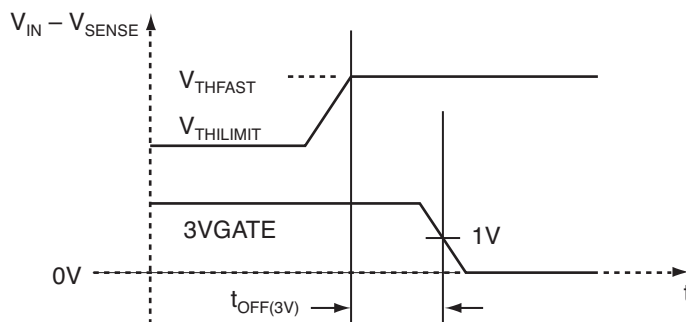 V_IN – V_SENSE
V_THFAST
V_THILIMIT
3VGATE
1V
0V
t
t_OFF(3V)